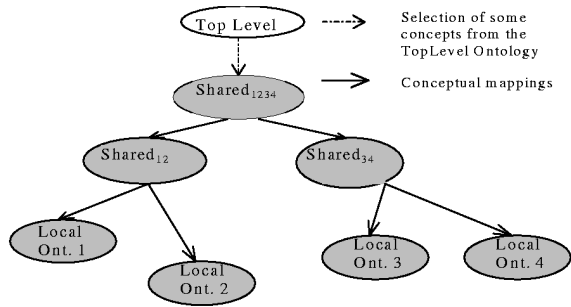 Top Level
Selection of some
concepts from the
TopLevel Ontology
Shared₁₂₃₄
Conceptual mappings
Shared₁₂
Shared₃₄
Local
Ont. 1
Local
Ont. 2
Local
Ont. 3
Local
Ont. 4